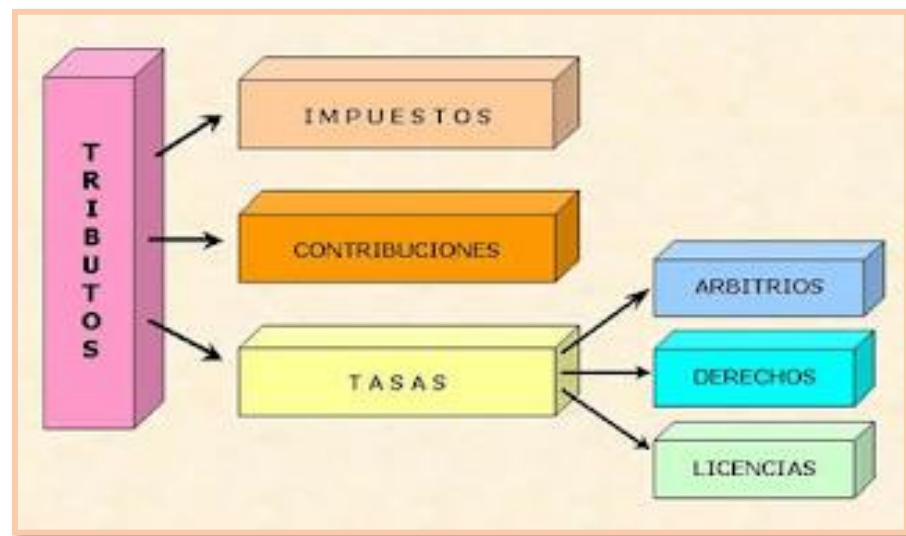 TRIBUTOS
IMPUESTOS
CONTRIBUCIONES
TASAS
ARBITRIOS
DERECHOS
LICENCIAS